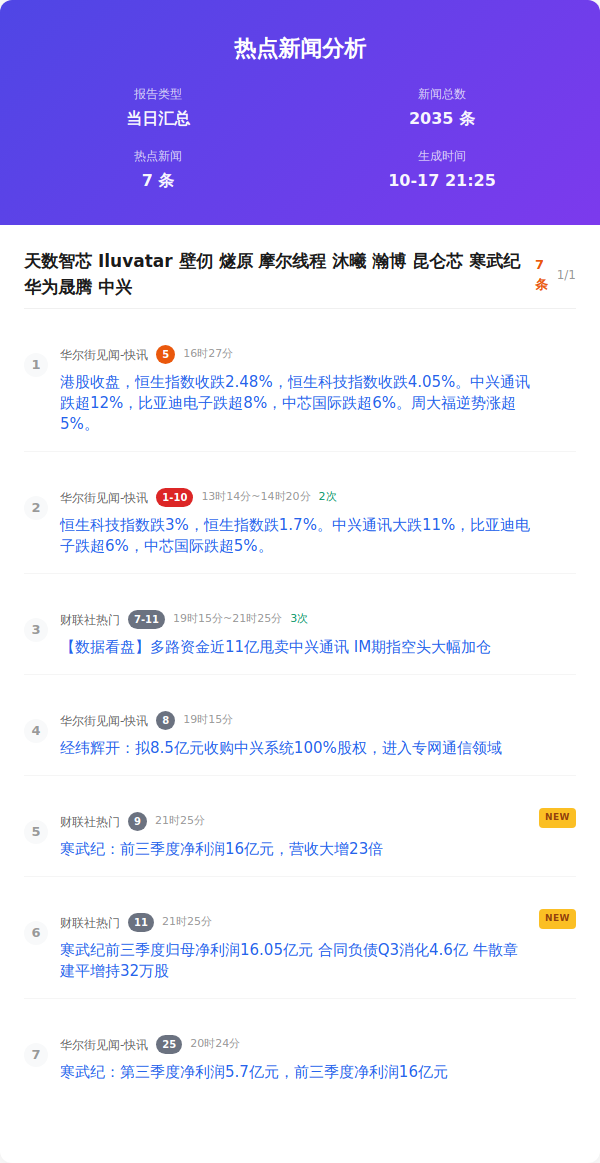 热点新闻分析
报告类型
新闻总数
当日汇总
2035 条
热点新闻
生成时间
7 条
10-17 21:25
天数智芯 Iluvatar 壁仞 燧原 摩尔线程 沐曦 瀚博 昆仑芯 寒武纪
华为晟腾 中兴
7
条
1/1
1
华尔街见闻-快讯 5 16时27分
港股收盘，恒生指数收跌2.48%，恒生科技指数收跌4.05%。中兴通讯
跌超12%，比亚迪电子跌超8%，中芯国际跌超6%。周大福逆势涨超
5%。
2
华尔街见闻-快讯 1-10 13时14分~14时20分 2次
恒生科技指数跌3%，恒生指数跌1.7%。中兴通讯大跌11%，比亚迪电
子跌超6%，中芯国际跌超5%。
3
财联社热门 7-11 19时15分~21时25分 3次
【数据看盘】多路资金近11亿甩卖中兴通讯 IM期指空头大幅加仓
4
华尔街见闻-快讯 8 19时15分
经纬辉开：拟8.5亿元收购中兴系统100%股权，进入专网通信领域
5
财联社热门 9 21时25分
NEW
寒武纪：前三季度净利润16亿元，营收大增23倍
6
财联社热门 11 21时25分
NEW
寒武纪前三季度归母净利润16.05亿元 合同负债Q3消化4.6亿 牛散章
建平增持32万股
7
华尔街见闻-快讯 25 20时24分
寒武纪：第三季度净利润5.7亿元，前三季度净利润16亿元